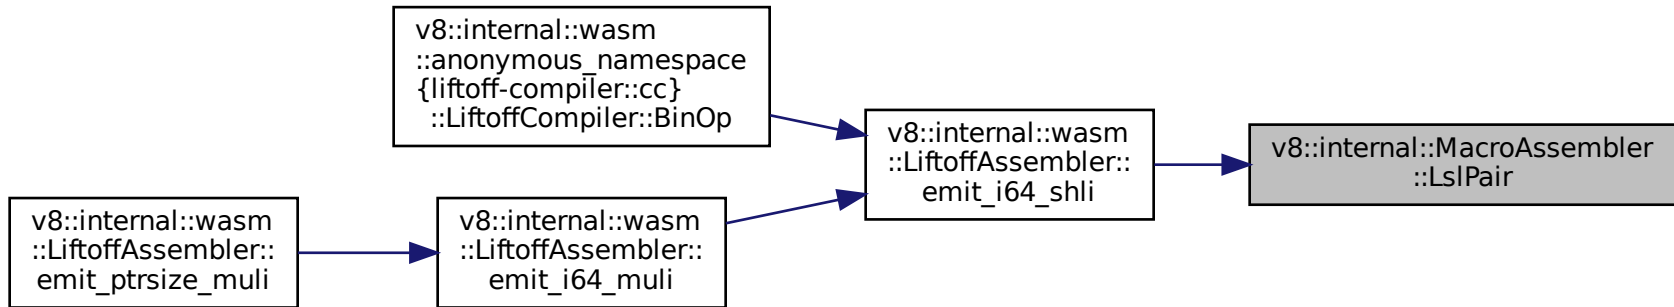 v8::internal::wasm
::anonymous_namespace
{liftoff-compiler::cc}
::LiftoffCompiler::BinOp
v8::internal::wasm
::LiftoffAssembler::
emit_i64_shli
v8::internal::MacroAssembler
::LslPair
v8::internal::wasm
::LiftoffAssembler::
emit_ptrsize_muli
v8::internal::wasm
::LiftoffAssembler::
emit_i64_muli